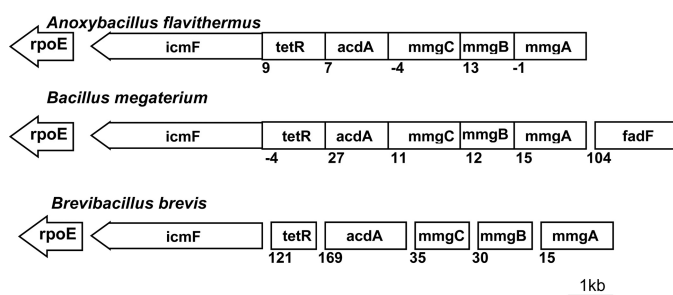 Anoxybacillus flavithermus
rpoE icmF tetR acdA mmgC mmgB mmgA
9 7 -4 13 -1
Bacillus megaterium
rpoE icmF tetR acdA mmgC mmgB mmgA fadF
-4 27 11 12 15 104
Brevibacillus brevis
rpoE icmF tetR acdA mmgC mmgB mmgA
121 169 35 30 15
1kb